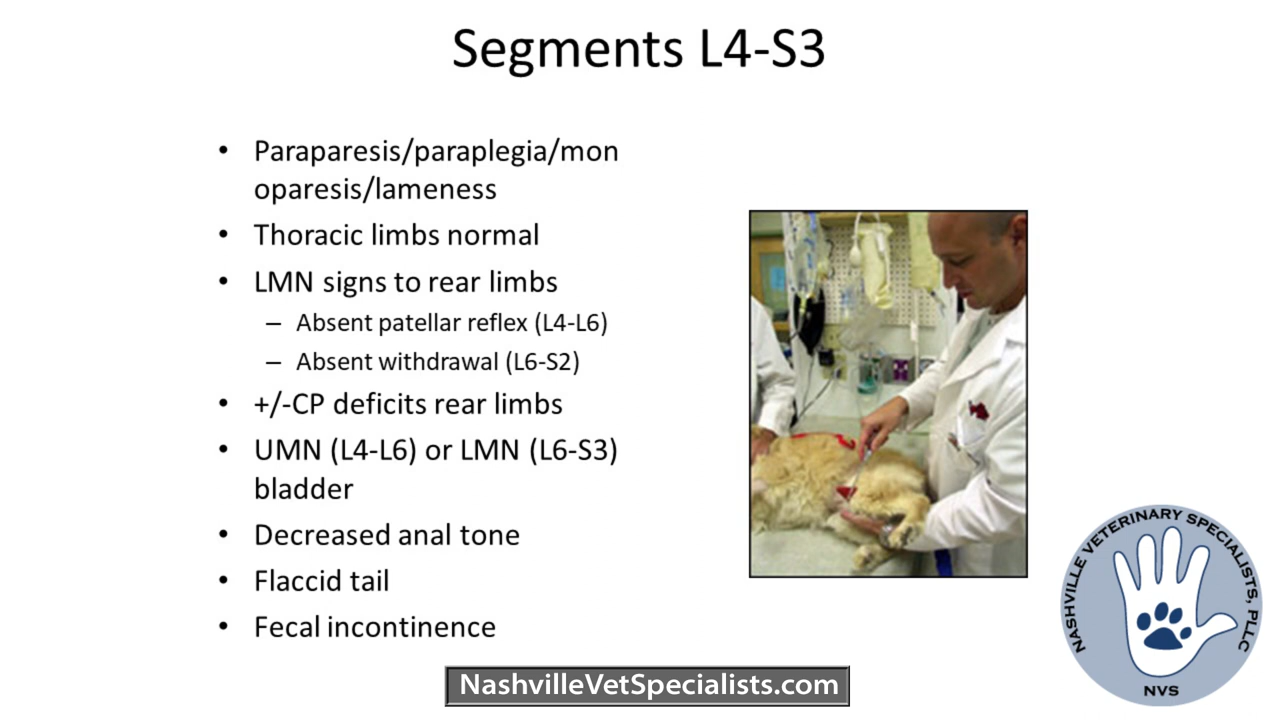 Segments L4-S3
• Paraparesis/paraplegia/mon
oparesis/lameness
• Thoracic limbs normal
• LMN signs to rear limbs
– Absent patellar reflex (L4-L6)
– Absent withdrawal (L6-S2)
• +/-CP deficits rear limbs
• UMN (L4-L6) or LMN (L6-S3)
bladder
• Decreased anal tone
• Flaccid tail
• Fecal incontinence
NASHVILLE VETERINARY SPECIALISTS, PLLC
NVS
NashvilleVetSpecialists.com